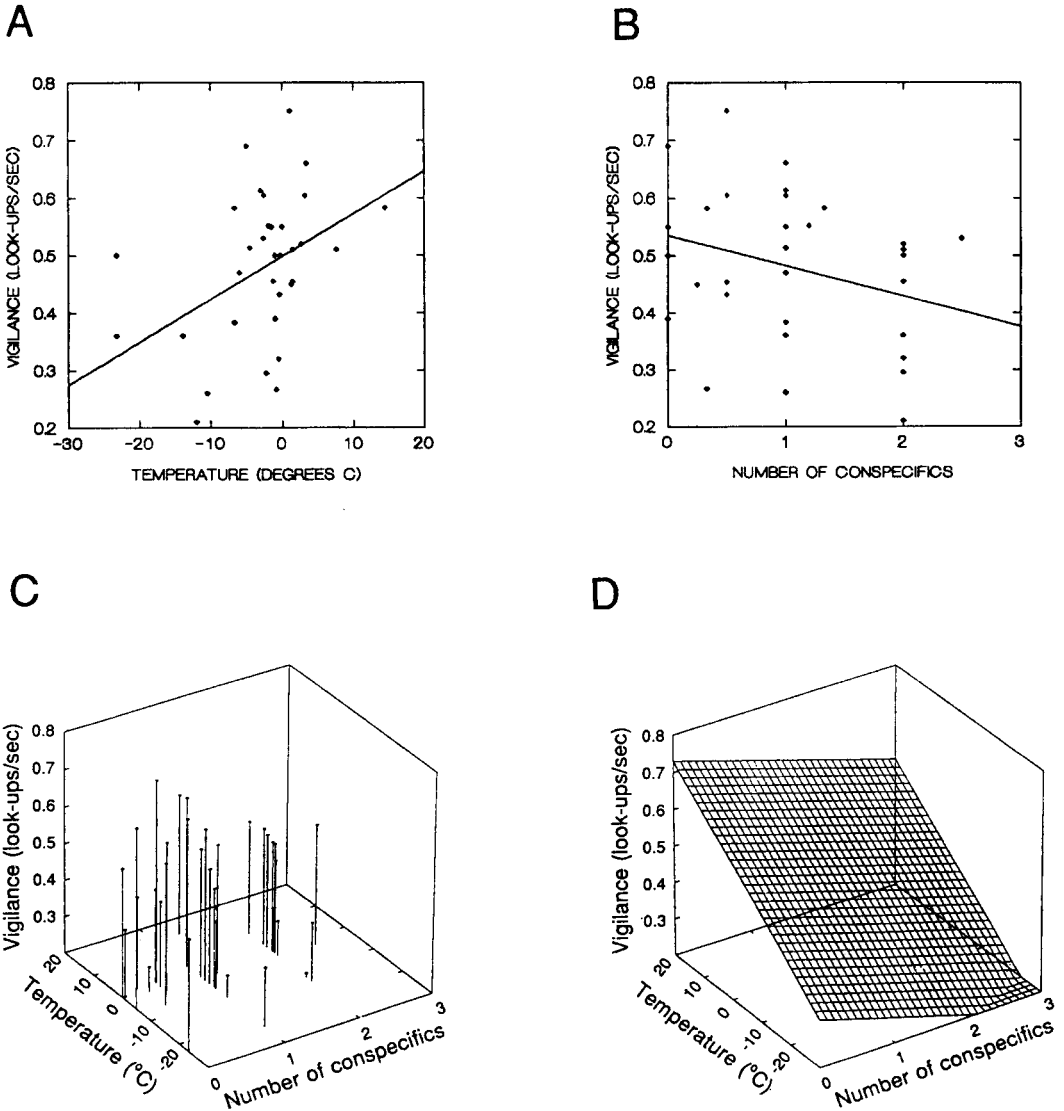 A
VIGILANCE (LOOK-UPS/SEC)
0.8
0.7
0.6
0.5
0.4
0.3
0.2
-30 -20 -10 0 10 20
TEMPERATURE (DEGREES C)
B
VIGILANCE (LOOK-UPS/SEC)
0.8
0.7
0.6
0.5
0.4
0.3
0.2
0 1 2 3
NUMBER OF CONSPECIFICS
C
Vigilance (look-ups/sec)
0.8
0.7
0.6
0.5
0.4
0.3
20 10 0 -10 -20
Temperature (°C)
0 1 2 3
Number of conspecifics
D
Vigilance (look-ups/sec)
0.8
0.7
0.6
0.5
0.4
0.3
20 10 0 -10 -20
Temperature (°C)
0 1 2 3
Number of conspecifics